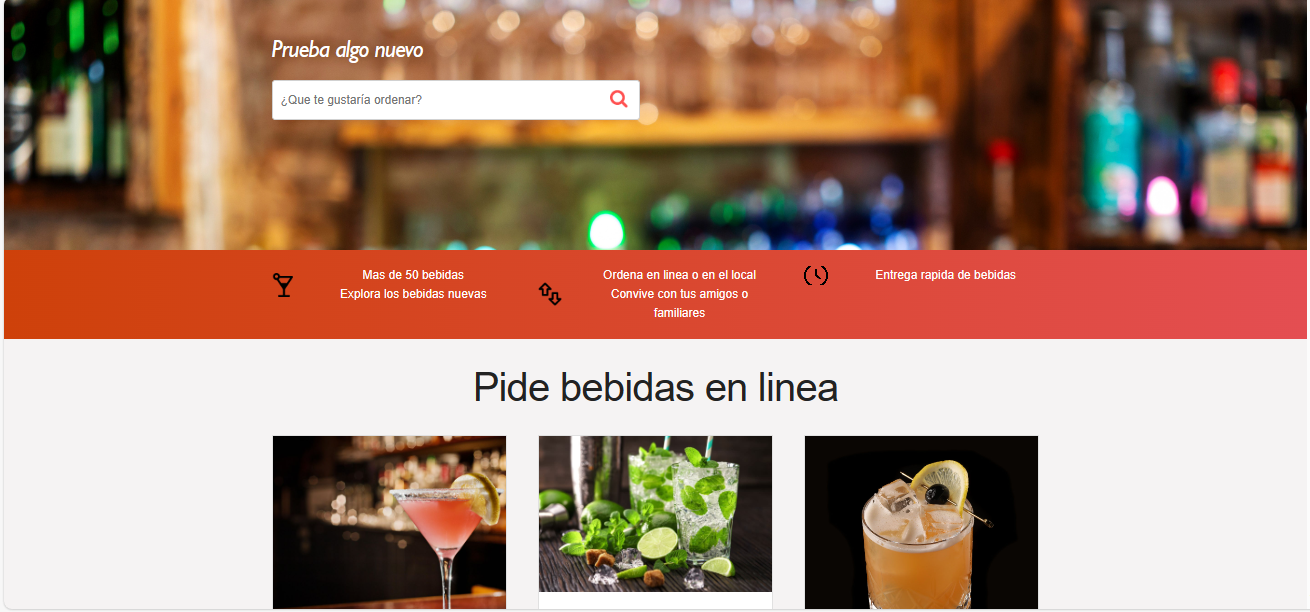 Prueba algo nuevo
¿Que te gustaría ordenar?
Mas de 50 bebidas
Explora los bebidas nuevas
Ordena en linea o en el local
Convive con tus amigos o
familiares
Entrega rapida de bebidas
Pide bebidas en linea